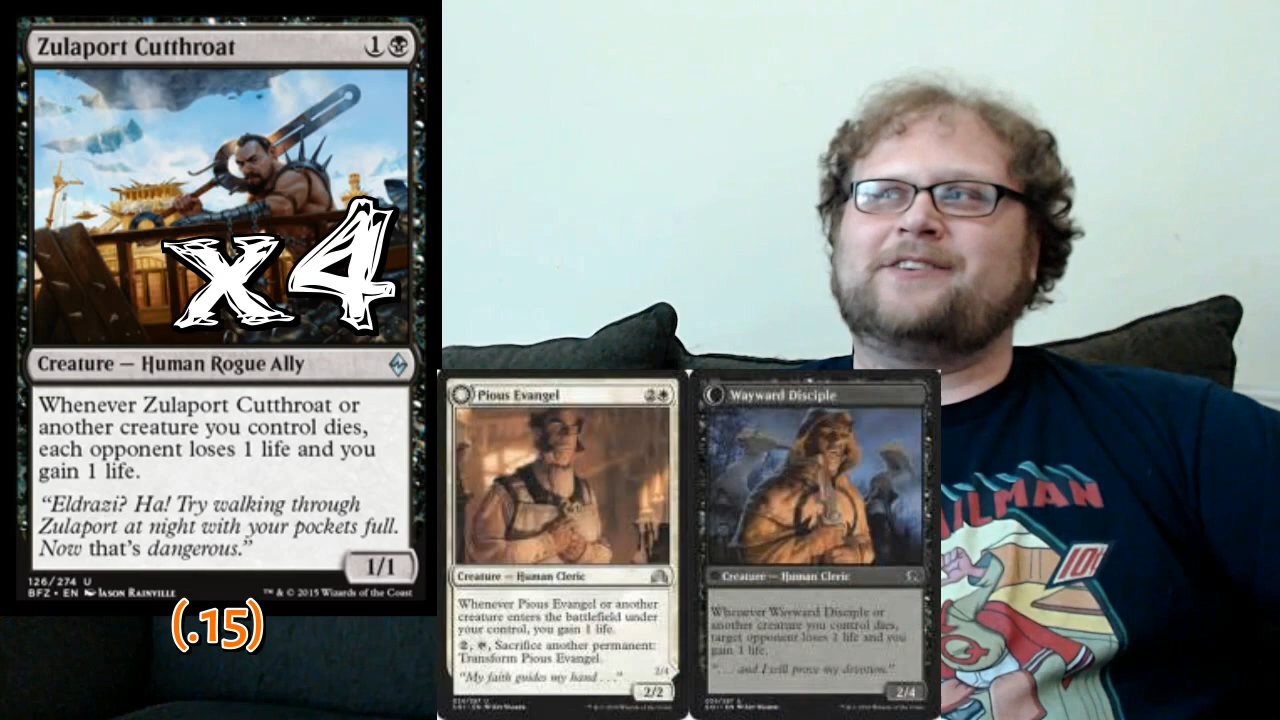 Zulaport Cutthroat 1
x4
Creature — Human Rogue Ally
Whenever Zulaport Cutthroat or
another creature you control dies,
each opponent loses 1 life and you
gain 1 life.
“Eldrazi? Ha! Try walking through
Zulaport at night with your pockets full.
Now that’s dangerous.”
1/1
126/274 U
BFZ • EN Jason Rainville ™ & © 2015 Wizards of the Coast
(.15)
Pious Evangel 2
Creature — Human Cleric
Whenever Pious Evangel or another
creature enters the battlefield under
your control, you gain 1 life.
2, , Sacrifice another permanent:
Transform Pious Evangel.
“My faith guides my hand . . .”
2/4
2/2
Wayward Disciple
Creature — Human Cleric
Whenever Wayward Disciple or
another creature you control dies,
target opponent loses 1 life and you
gain 1 life.
“. . . and I will prove my devotion.”
2/4
ILMAN
10¢